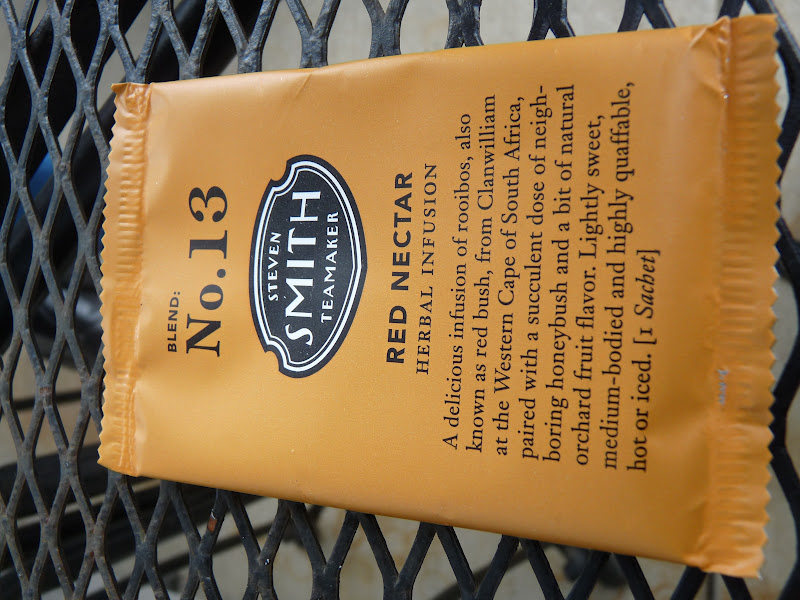 BLEND:
No.13
STEVEN
SMITH
TEAMAKER
RED NECTAR
HERBAL INFUSION
A delicious infusion of rooibos, also
known as red bush, from Clanwilliam
at the Western Cape of South Africa,
paired with a succulent dose of neigh-
boring honeybush and a bit of natural
orchard fruit flavor. Lightly sweet,
medium-bodied and highly quaffable,
hot or iced. [1 Sachet]